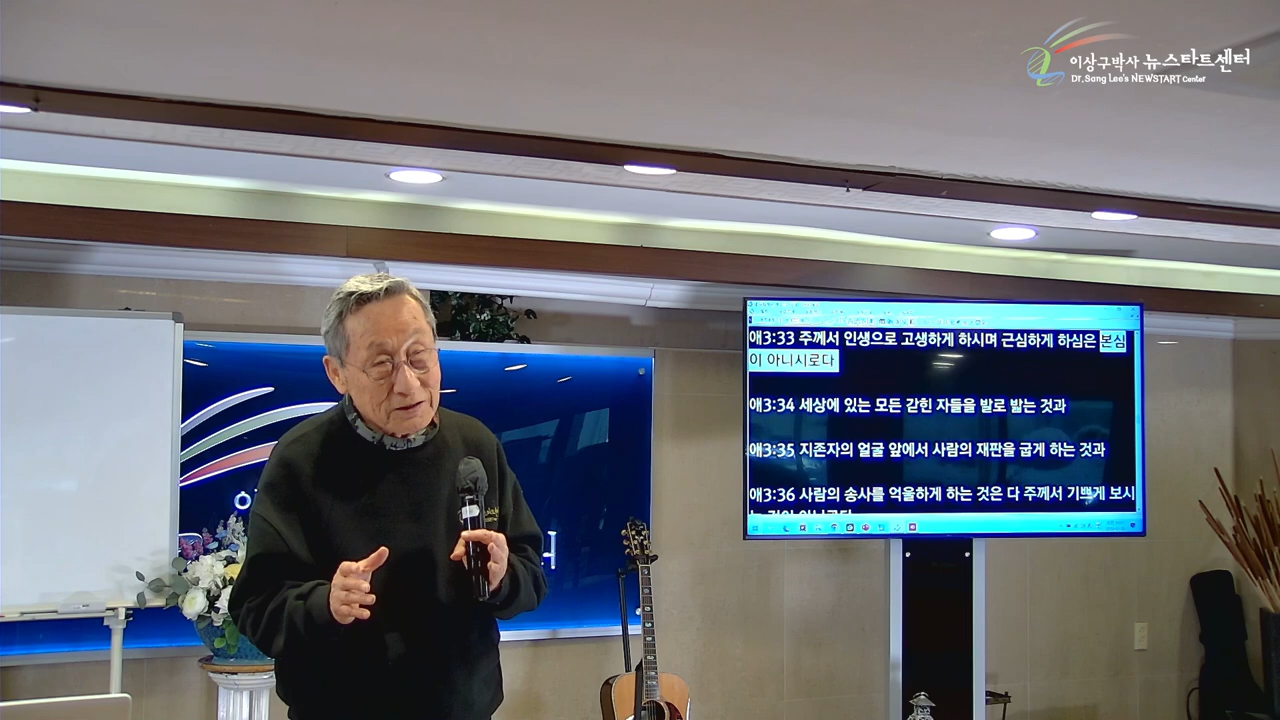 이상구박사 뉴스타트센터
Dr. Sang Lee's NEWSTART Center
애3:33 주께서 인생으로 고생하게 하시며 근심하게 하심은 본심
이 아니시로다
애3:34 세상에 있는 모든 갇힌 자들을 발로 밟는 것과
애3:35 지존자의 얼굴 앞에서 사람의 재판을 굽게 하는 것과
애3:36 사람의 송사를 억울하게 하는 것은 다 주께서 기쁘게 보시